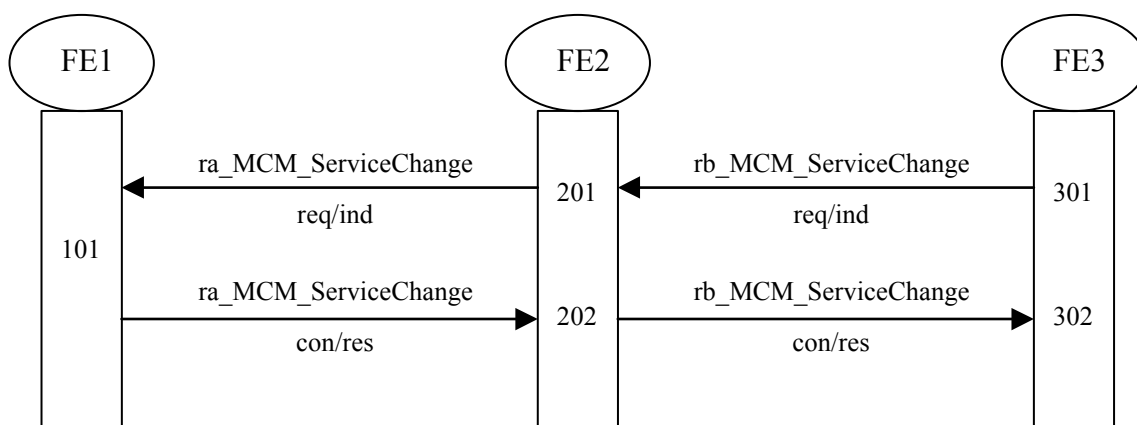 FE1 FE2 FE3
ra_MCM_ServiceChange rb_MCM_ServiceChange
201 301
req/ind req/ind
101
ra_MCM_ServiceChange rb_MCM_ServiceChange
202 302
con/res con/res